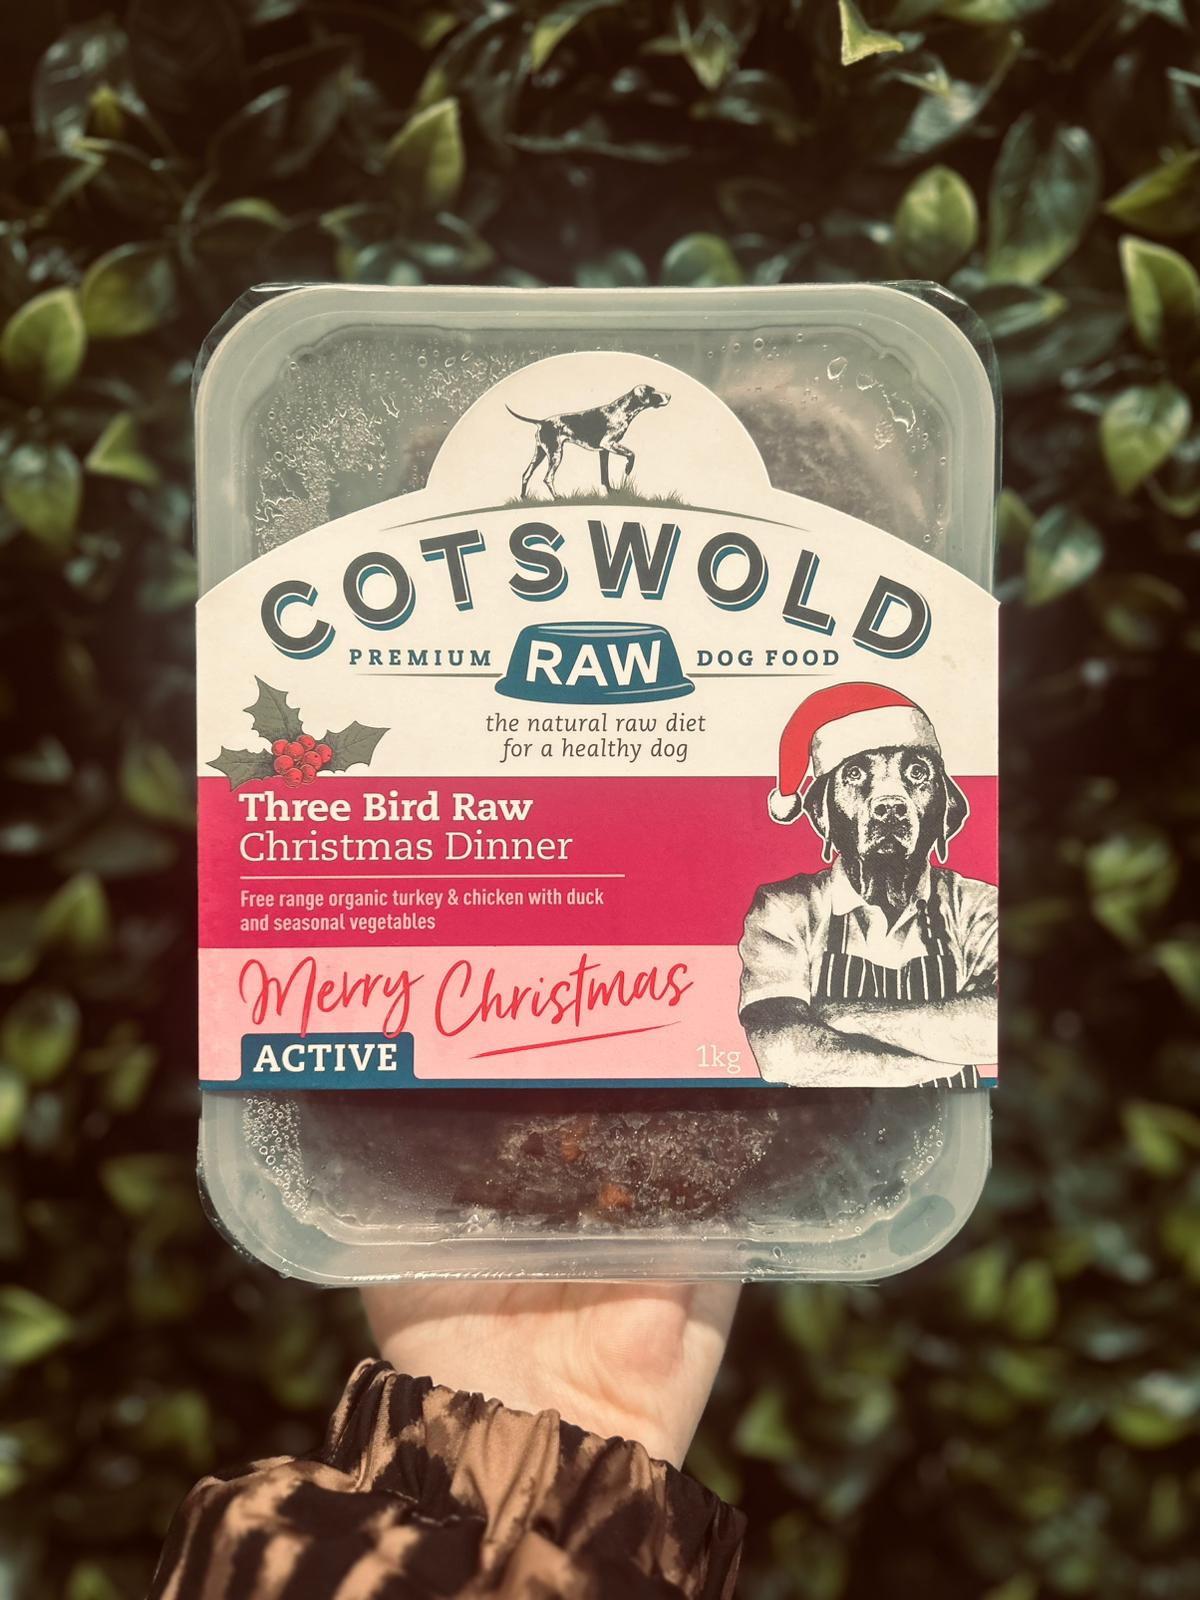 COTSWOLD
PREMIUM RAW DOG FOOD
the natural raw diet
for a healthy dog
Three Bird Raw
Christmas Dinner
Free range organic turkey & chicken with duck
and seasonal vegetables
Merry Christmas
ACTIVE
1kg